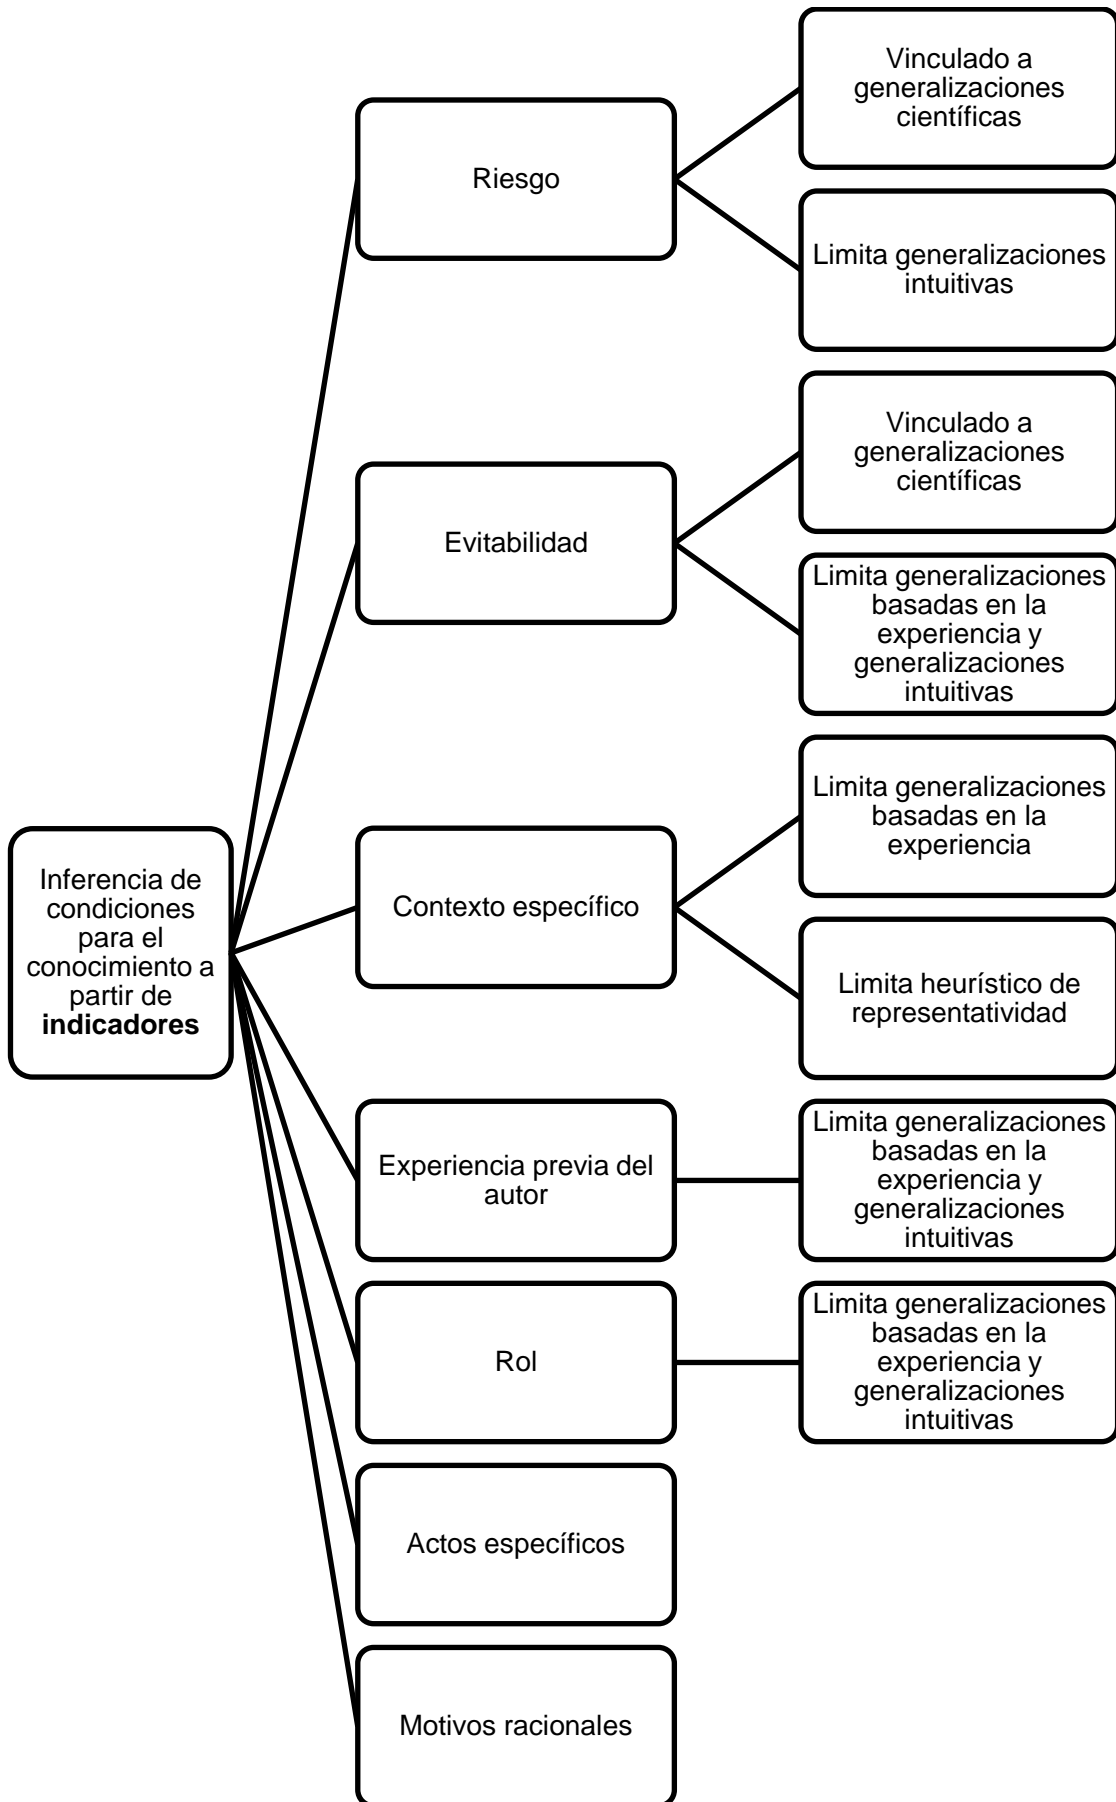 Inferencia de
condiciones
para el
conocimiento a
partir de
indicadores
Riesgo
Vinculado a
generalizaciones
científicas
Limita generalizaciones
intuitivas
Evitabilidad
Vinculado a
generalizaciones
científicas
Limita generalizaciones
basadas en la
experiencia y
generalizaciones
intuitivas
Contexto específico
Limita generalizaciones
basadas en la
experiencia
Limita heurístico de
representatividad
Experiencia previa del
autor
Limita generalizaciones
basadas en la
experiencia y
generalizaciones
intuitivas
Rol
Limita generalizaciones
basadas en la
experiencia y
generalizaciones
intuitivas
Actos específicos
Motivos racionales